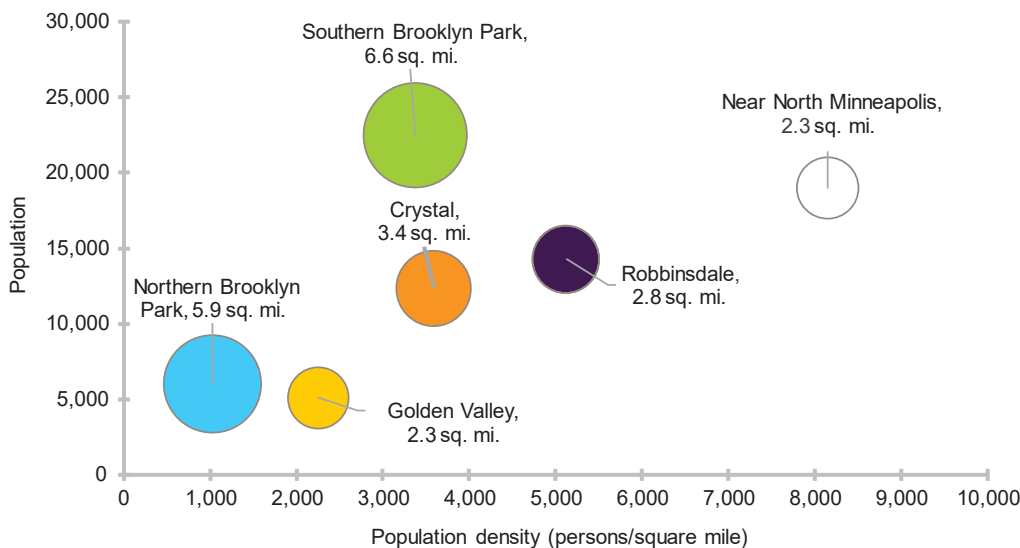 30,000
25,000
20,000
15,000
10,000
5,000
0
Population
Southern Brooklyn Park,
6.6 sq. mi.
Near North Minneapolis,
2.3 sq. mi.
Crystal,
3.4 sq. mi.
Robbinsdale,
2.8 sq. mi.
Northern Brooklyn
Park, 5.9 sq. mi.
Golden Valley,
2.3 sq. mi.
0 1,000 2,000 3,000 4,000 5,000 6,000 7,000 8,000 9,000 10,000
Population density (persons/square mile)